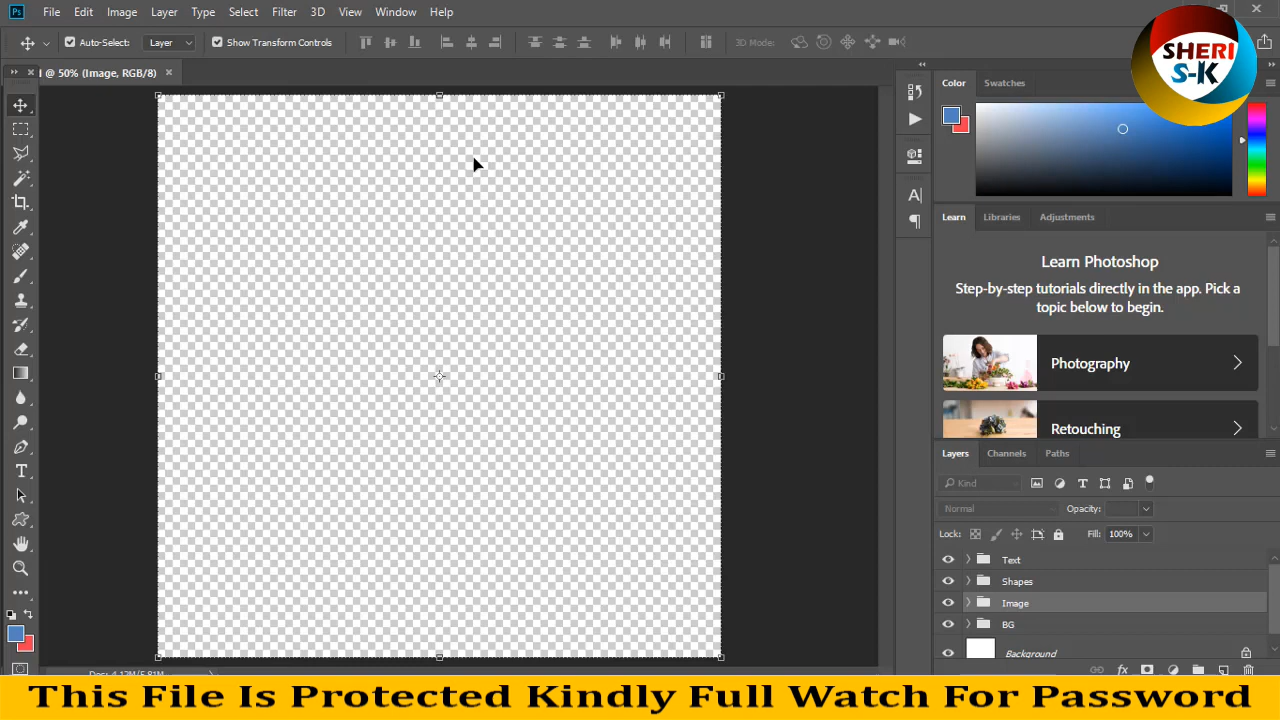 File Edit Image Layer Type Select Filter 3D View Window Help
Auto-Select: Layer Show Transform Controls 3D Mode:
@ 50% (Image, RGB/8)
SHERI
S-K
Color Swatches
Learn Libraries Adjustments
Learn Photoshop
Step-by-step tutorials directly in the app. Pick a
topic below to begin.
Photography
Retouching
Layers Channels Paths
Kind
Normal Opacity:
Lock: Fill: 100%
Text
Shapes
Image
BG
Background
This File Is Protected Kindly Full Watch For Password